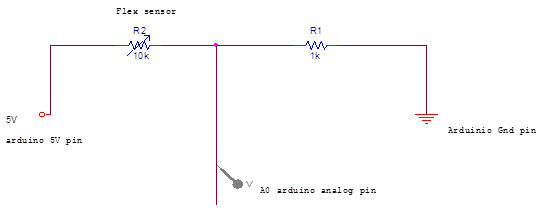 Flex sensor
R2
R1
10k
1k
5V
arduino 5V pin
Arduinio Gnd pin
V
A0 arduino analog pin